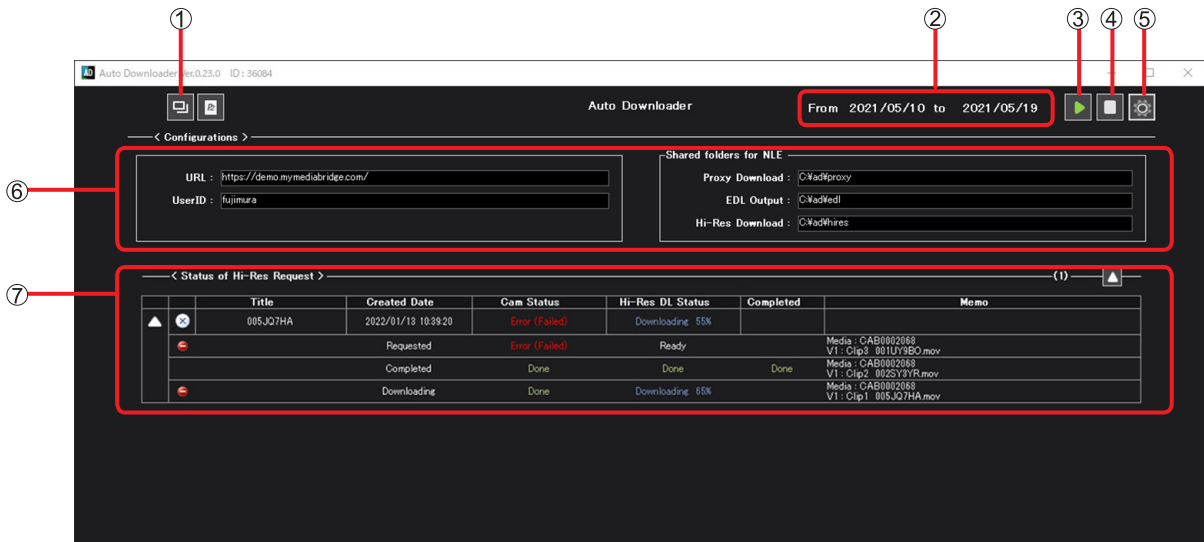 ① ② ③ ④ ⑤
AD Auto Downloader Ver.0.23.0 ID : 36084
Auto Downloader
From 2021/05/10 to 2021/05/19
< Configurations >
⑥
URL : https://demo.mymediabridge.com/
UserID : fujimura
Shared folders for NLE
Proxy Download : C:¥ad¥proxy
EDL Output : C:¥ad¥edl
Hi-Res Download : C:¥ad¥hires
⑦
< Status of Hi-Res Request > (1)
Title Created Date Cam Status Hi-Res DL Status Completed Memo
005JQ7HA 2022/01/13 10:39:20 Error (Failed) Downloading 55%
Requested Error (Failed) Ready Media : CAB0002068
V1 : Clip3 001UY9BO.mov
Completed Done Done Done Media : CAB0002068
V1 : Clip2 002SY3YR.mov
Downloading Done Downloading 65% Media : CAB0002068
V1 : Clip1 005JQ7HA.mov